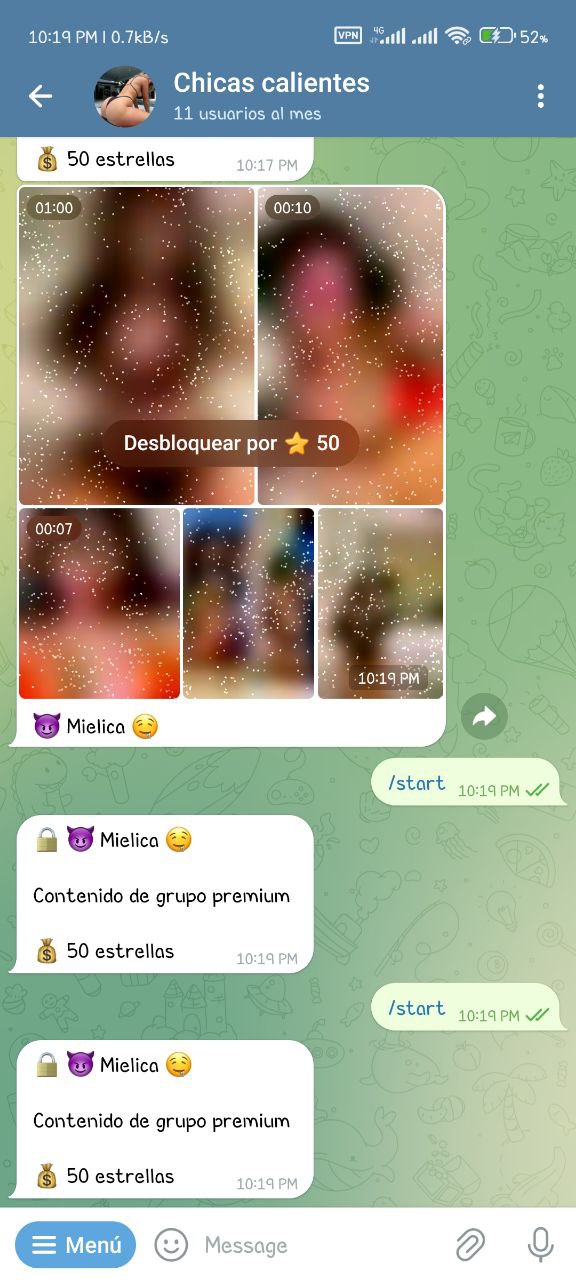 10:19 PM | 0.7kB/s
VPN 4G 52%
Chicas calientes
11 usuarios al mes
💰 50 estrellas 10:17 PM
01:00 00:10
Desbloquear por ⭐ 50
00:07
10:19 PM
😈 Mielica 🤤
/start 10:19 PM
🔒 😈 Mielica 🤤
Contenido de grupo premium
💰 50 estrellas 10:19 PM
/start 10:19 PM
🔒 😈 Mielica 🤤
Contenido de grupo premium
💰 50 estrellas 10:19 PM
Menú Message